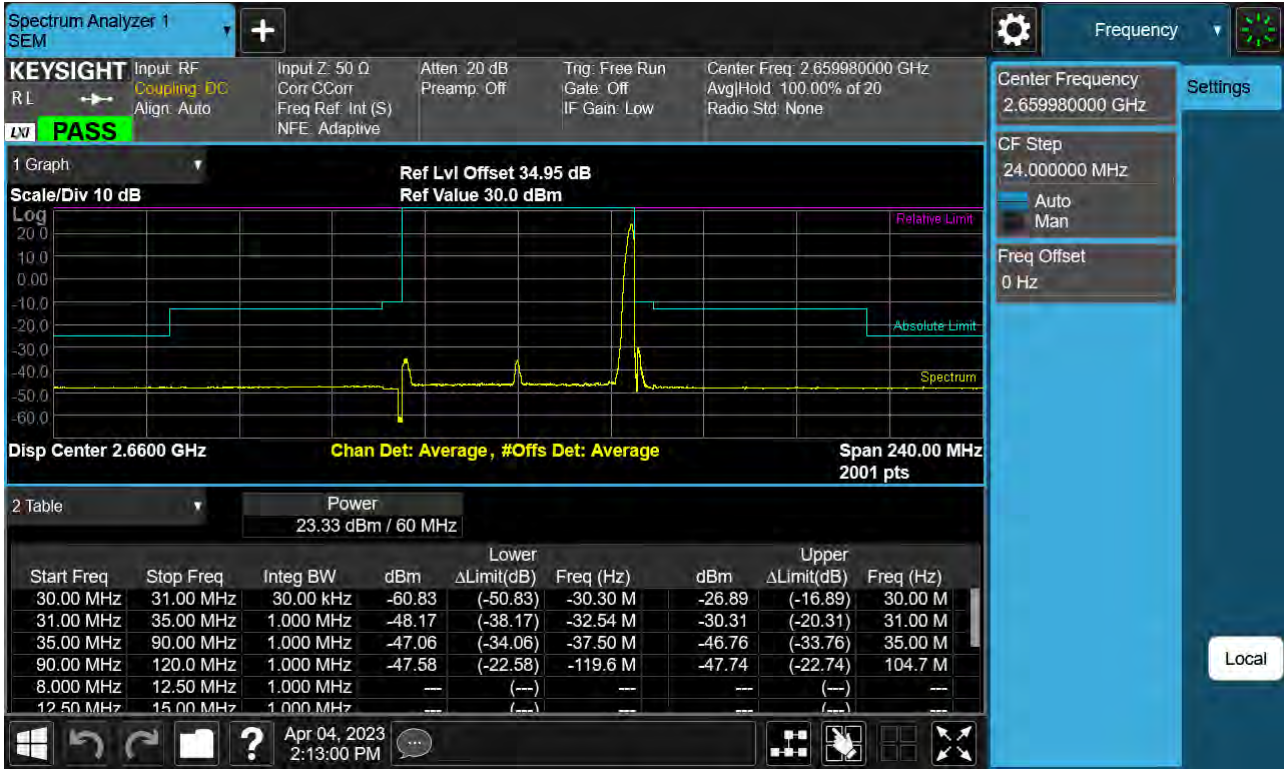 Spectrum Analyzer 1
SEM
+
Frequency
KEYSIGHT
R L
LXI
PASS
Input: RF
Coupling: DC
Align: Auto
Input Z: 50 Ω
Corr CCorr
Freq Ref: Int (S)
NFE: Adaptive
Atten: 20 dB
Preamp: Off
Trig: Free Run
Gate: Off
IF Gain: Low
Center Freq: 2.659980000 GHz
Avg|Hold: 100.00% of 20
Radio Std: None
Center Frequency
2.659980000 GHz
Settings
CF Step
24.000000 MHz
Auto
Man
Freq Offset
0 Hz
Local
1 Graph
Scale/Div 10 dB
Ref Lvl Offset 34.95 dB
Ref Value 30.0 dBm
Log
20.0
10.0
0.00
-10.0
-20.0
-30.0
-40.0
-50.0
-60.0
Relative Limit
Absolute Limit
Spectrum
Disp Center 2.6600 GHz
Chan Det: Average , #Offs Det: Average
Span 240.00 MHz
2001 pts
2 Table
Power
23.33 dBm / 60 MHz
Lower Upper
Start Freq Stop Freq Integ BW dBm ΔLimit(dB) Freq (Hz) dBm ΔLimit(dB) Freq (Hz)
30.00 MHz 31.00 MHz 30.00 kHz -60.83 (-50.83) -30.30 M -26.89 (-16.89) 30.00 M
31.00 MHz 35.00 MHz 1.000 MHz -48.17 (-38.17) -32.54 M -30.31 (-20.31) 31.00 M
35.00 MHz 90.00 MHz 1.000 MHz -47.06 (-34.06) -37.50 M -46.76 (-33.76) 35.00 M
90.00 MHz 120.0 MHz 1.000 MHz -47.58 (-22.58) -119.6 M -47.74 (-22.74) 104.7 M
8.000 MHz 12.50 MHz 1.000 MHz --- (---) --- --- (---) ---
12.50 MHz 15.00 MHz 1.000 MHz --- (---) --- --- (---) ---
?
Apr 04, 2023
2:13:00 PM